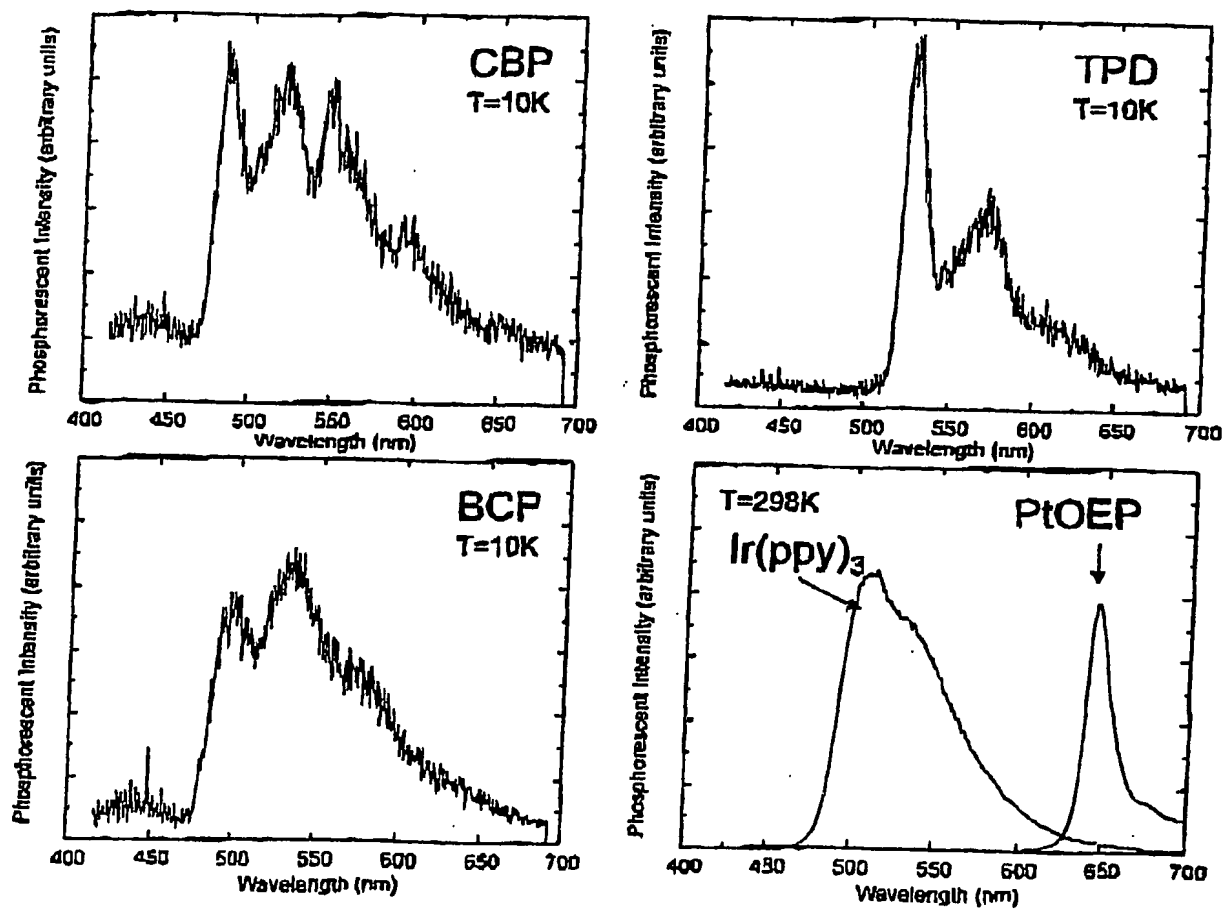 Phosphorescent Intensity (arbitrary units)
CBP
T=10K
400 450 500 550 600 650 700
Wavelength (nm)
Phosphorescent Intensity (arbitrary units)
TPD
T=10K
400 450 500 550 600 650 700
Wavelength (nm)
Phosphorescent Intensity (arbitrary units)
BCP
T=10K
400 450 500 550 600 650 700
Wavelength (nm)
Phosphorescent Intensity (arbitrary units)
T=298K
PtOEP
Ir(ppy)₃
400 450 500 550 600 650 700
Wavelength (nm)